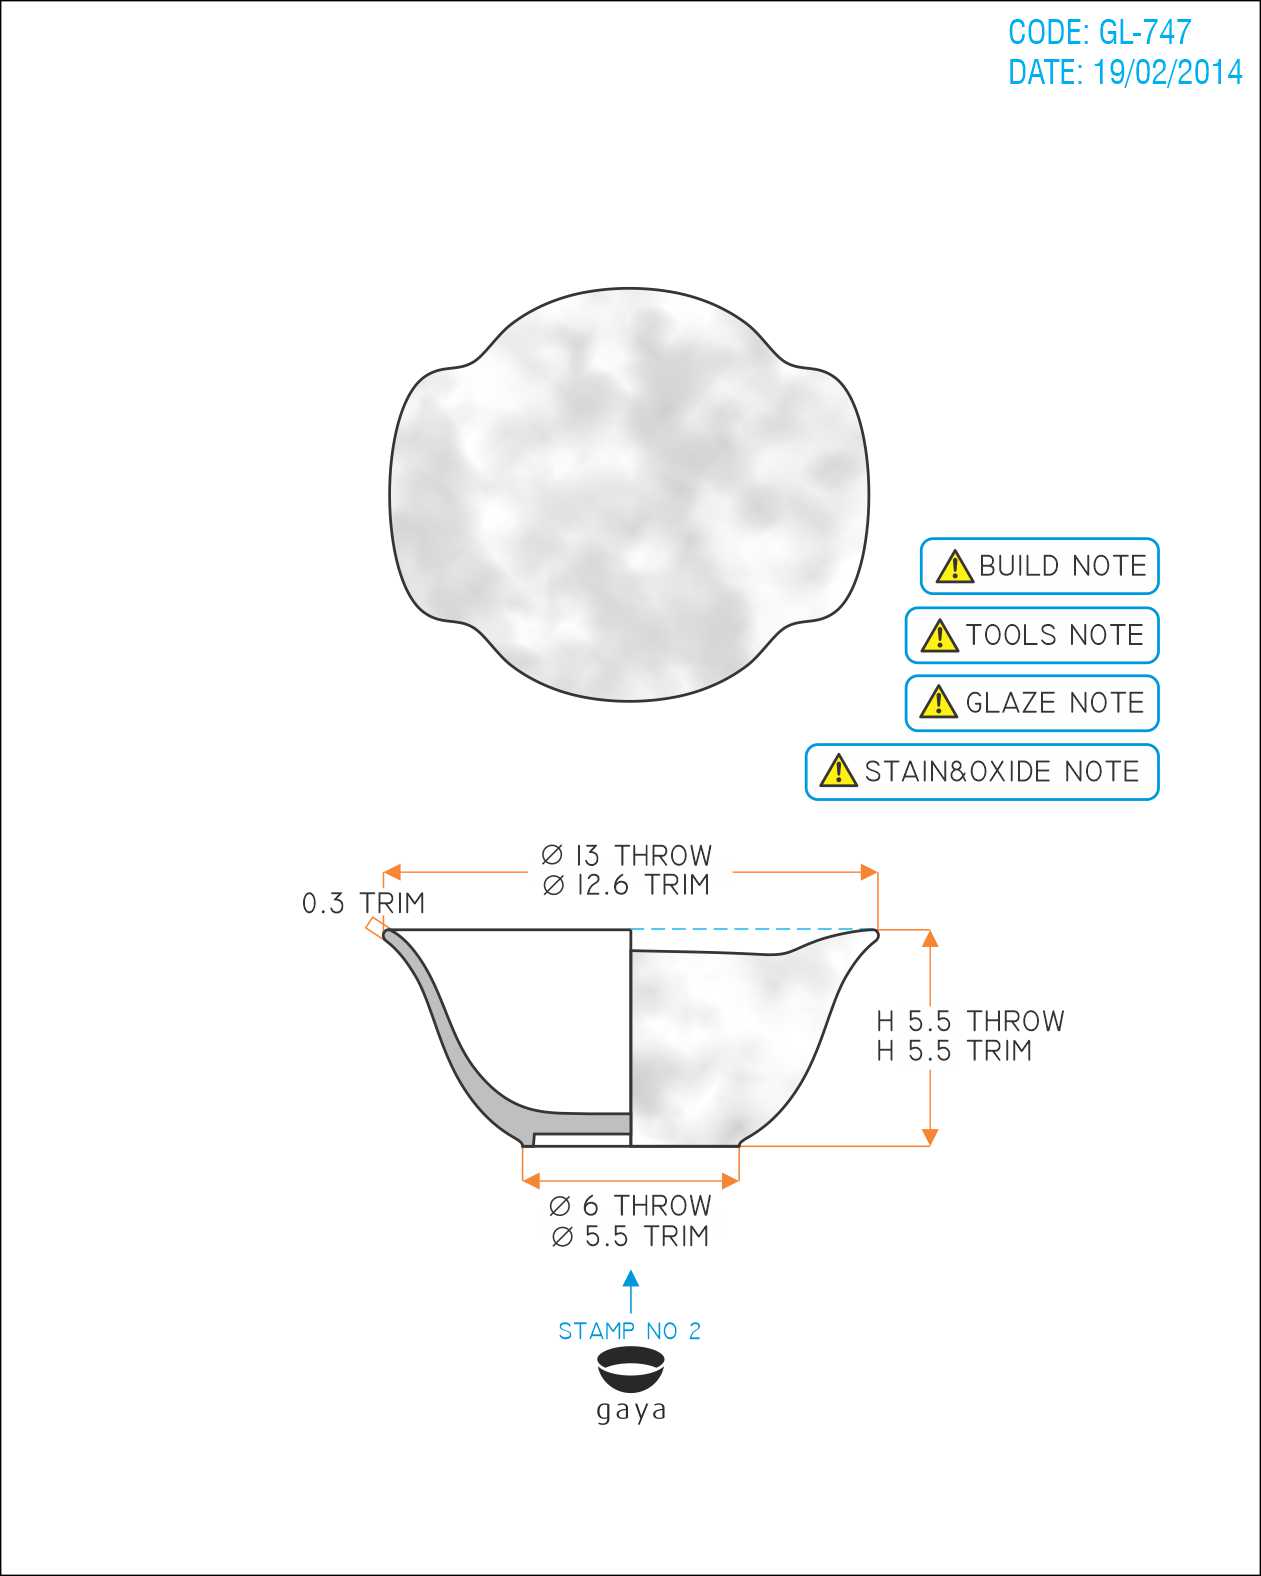 CODE: GL-747
DATE: 19/02/2014
BUILD NOTE
TOOLS NOTE
GLAZE NOTE
STAIN&OXIDE NOTE
Ø 13 THROW
Ø 12.6 TRIM
0.3 TRIM
H 5.5 THROW
H 5.5 TRIM
Ø 6 THROW
Ø 5.5 TRIM
STAMP NO 2
gaya